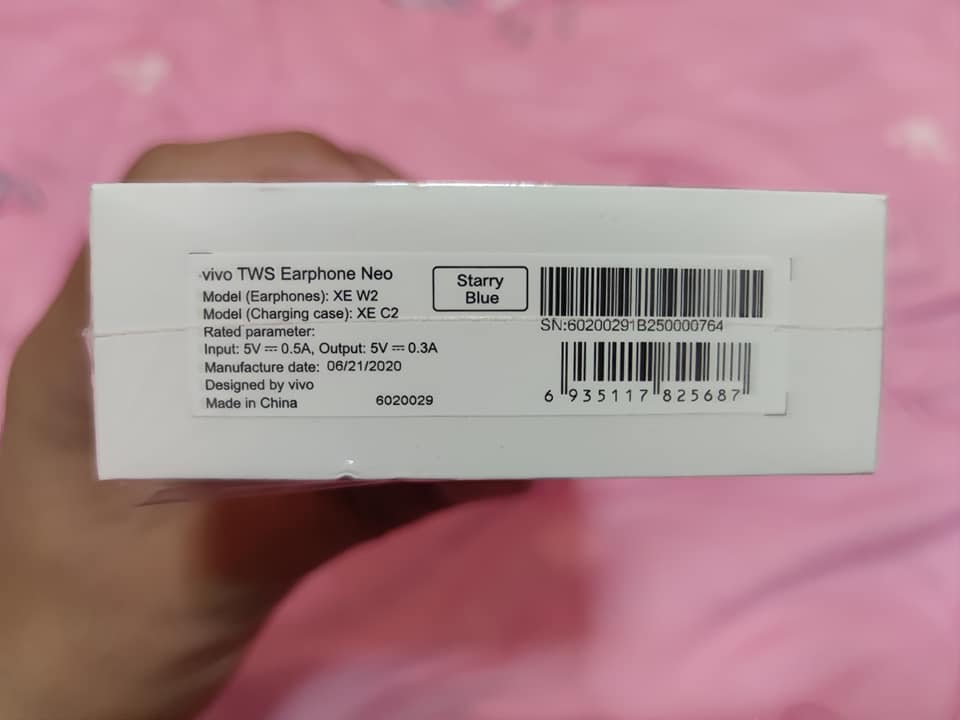 vivo TWS Earphone Neo
Model (Earphones): XE W2
Model (Charging case): XE C2
Rated parameter:
Input: 5V ⎓ 0.5A, Output: 5V ⎓ 0.3A
Manufacture date: 06/21/2020
Designed by vivo
Made in China 6020029
Starry
Blue
SN:60200291B250000764
6 935117 825687